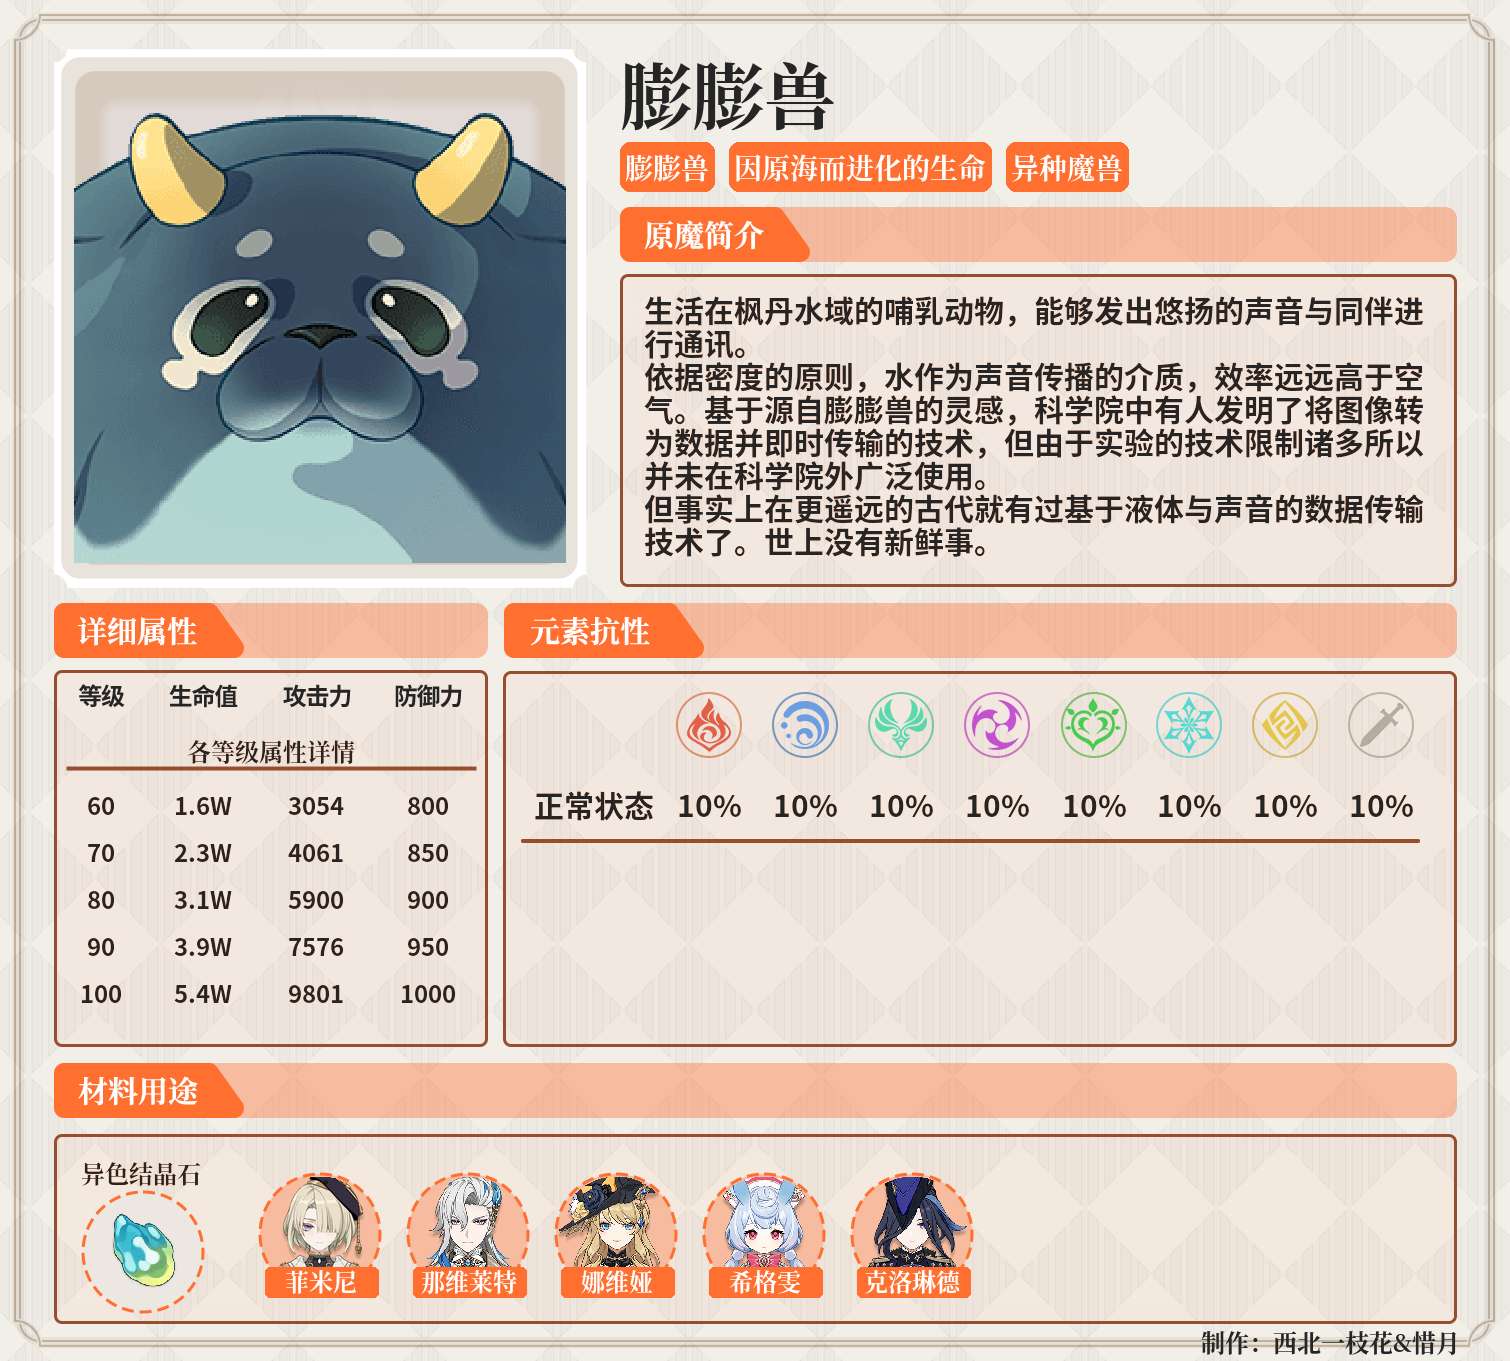 膨膨兽
膨膨兽 因原海而进化的生命 异种魔兽
原魔简介
生活在枫丹水域的哺乳动物，能够发出悠扬的声音与同伴进
行通讯。
依据密度的原则，水作为声音传播的介质，效率远远高于空
气。基于源自膨膨兽的灵感，科学院中有人发明了将图像转
为数据并即时传输的技术，但由于实验的技术限制诸多所以
并未在科学院外广泛使用。
但事实上在更遥远的古代就有过基于液体与声音的数据传输
技术了。世上没有新鲜事。
详细属性
等级 生命值 攻击力 防御力
各等级属性详情
60 1.6W 3054 800
70 2.3W 4061 850
80 3.1W 5900 900
90 3.9W 7576 950
100 5.4W 9801 1000
元素抗性
正常状态 10% 10% 10% 10% 10% 10% 10% 10%
材料用途
异色结晶石
菲米尼 那维莱特 娜维娅 希格雯 克洛琳德
制作：西北一枝花&惜月